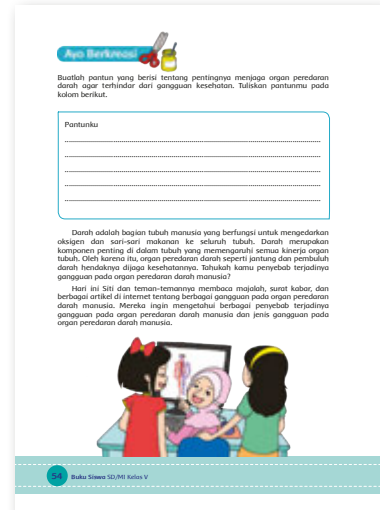 Ayo Berkreasi
Buatlah pantun yang berisi tentang pentingnya menjaga organ peredaran
darah agar terhindar dari gangguan kesehatan. Tuliskan pantunmu pada
kolom berikut.
Pantunku
Darah adalah bagian tubuh manusia yang berfungsi untuk mengedarkan
oksigen dan sari-sari makanan ke seluruh tubuh. Darah merupakan
komponen penting di dalam tubuh yang memengaruhi semua kinerja organ
tubuh. Oleh karena itu, organ peredaran darah seperti jantung dan pembuluh
darah hendaknya dijaga kesehatannya. Tahukah kamu penyebab terjadinya
gangguan pada organ peredaran darah manusia?
Hari ini Siti dan teman-temannya membaca majalah, surat kabar, dan
berbagai artikel di internet tentang berbagai gangguan pada organ peredaran
darah manusia. Mereka ingin mengetahui berbagai penyebab terjadinya
gangguan pada organ peredaran darah manusia dan jenis gangguan pada
organ peredaran darah manusia.
54 Buku Siswa SD/MI Kelas V